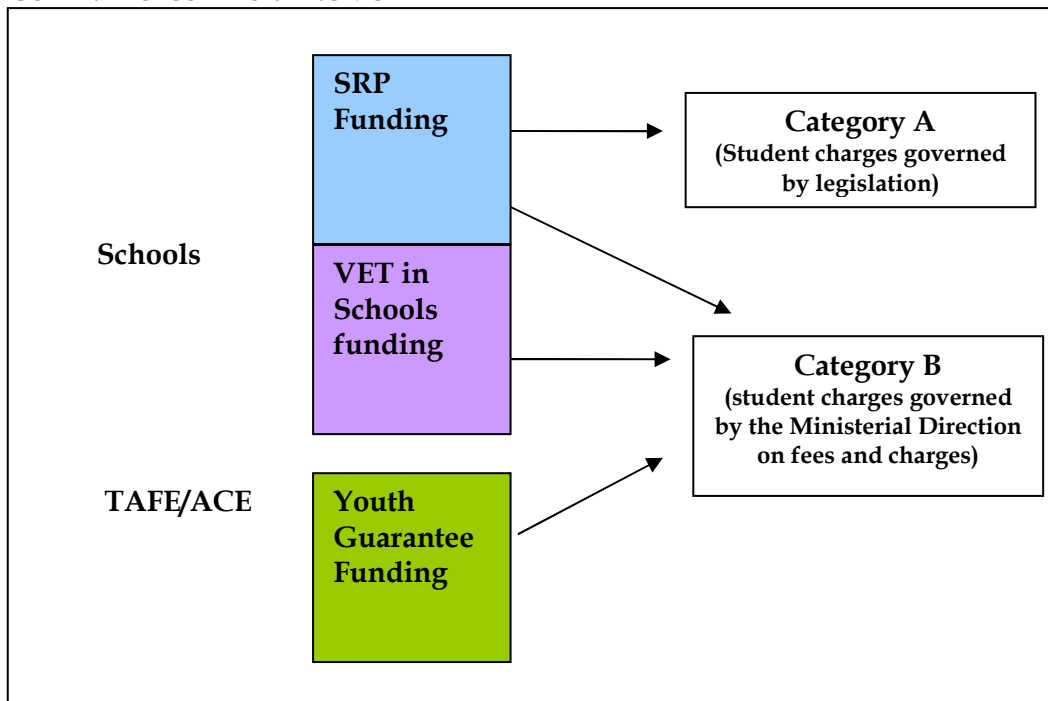 SRP
Funding
Category A
(Student charges governed
by legislation)
Schools
VET in
Schools
funding
Category B
(student charges governed
by the Ministerial Direction
on fees and charges)
TAFE/ACE
Youth
Guarantee
Funding